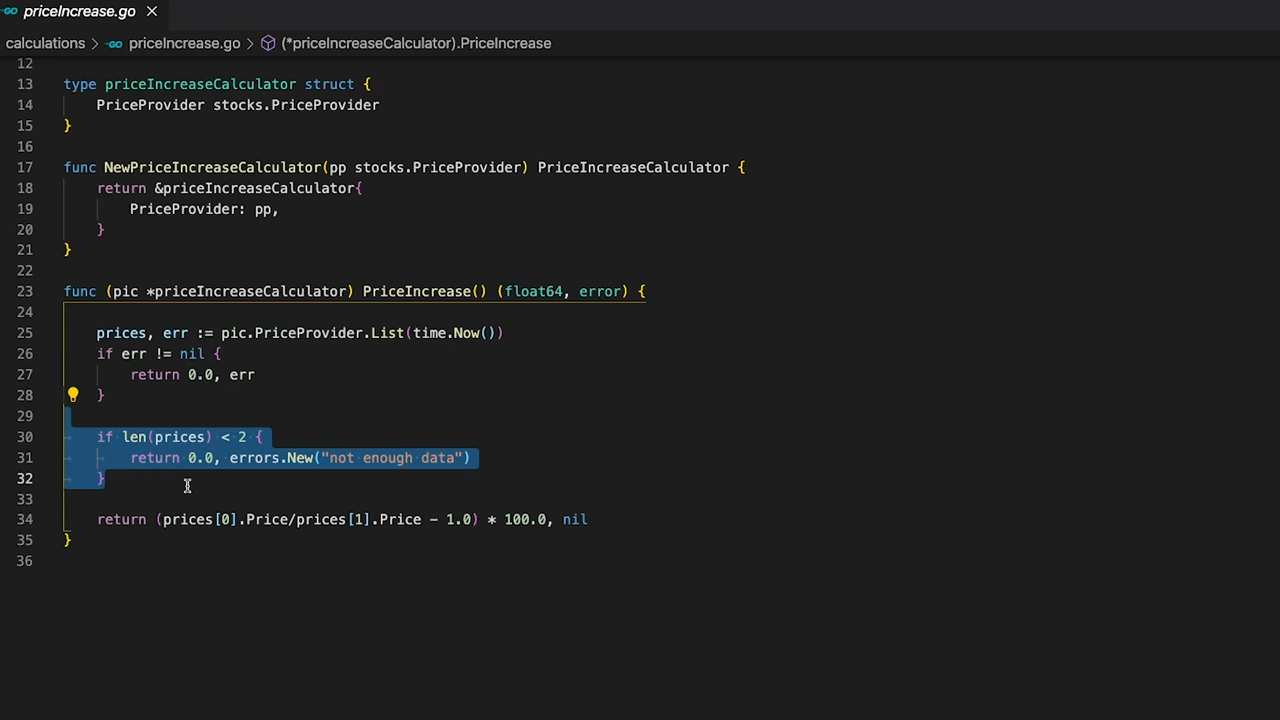 GO priceIncrease.go ×
calculations > GO priceIncrease.go > (*priceIncreaseCalculator).PriceIncrease
12
13 type priceIncreaseCalculator struct {
14 PriceProvider stocks.PriceProvider
15 }
16
17 func NewPriceIncreaseCalculator(pp stocks.PriceProvider) PriceIncreaseCalculator {
18 return &priceIncreaseCalculator{
19 PriceProvider: pp,
20 }
21 }
22
23 func (pic *priceIncreaseCalculator) PriceIncrease() (float64, error) {
24
25 prices, err := pic.PriceProvider.List(time.Now())
26 if err != nil {
27 return 0.0, err
28 }
29
30 if len(prices) < 2 {
31 return 0.0, errors.New("not enough data")
32 }
33
34 return (prices[0].Price/prices[1].Price - 1.0) * 100.0, nil
35 }
36